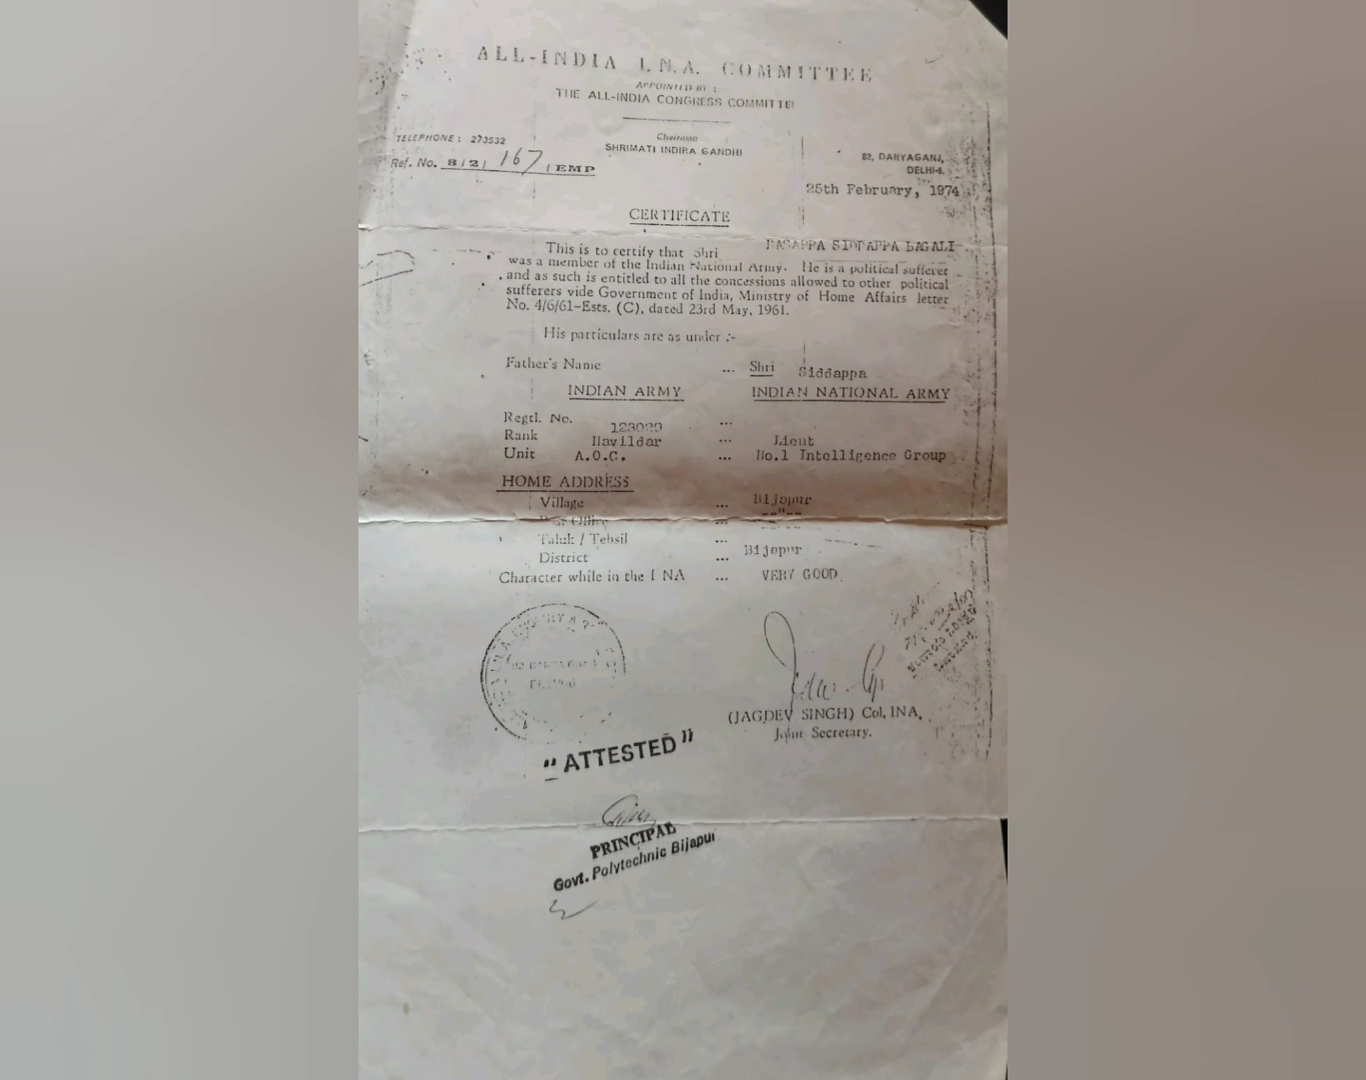 ALL-INDIA I.N.A. COMMITTEE
APPOINTED BY :
THE ALL-INDIA CONGRESS COMMITTEE
TELEPHONE : 273532
Chairman
SHRIMATI INDIRA GANDHI
Ref. No. 8/2/ 167 /EMP
82, DARYAGANJ,
DELHI-6.
25th February, 1974
CERTIFICATE
This is to certify that Shri SIDDAPPA
was a member of the Indian National Army. He is a political sufferer
and as such is entitled to all the concessions allowed to other political
sufferers vide Government of India, Ministry of Home Affairs letter
No. 4/6/61-Ests. (C), dated 23rd May, 1961.
His particulars are as under :-
Father's Name ... Shri Siddappa
INDIAN ARMY INDIAN NATIONAL ARMY
Regtl. No. ...
Rank Havildar ... Lieut
Unit A.O.C. ... No.1 Intelligence Group
HOME ADDRESS
Village ... Bijapur
Post Office ... --"--
Taluk / Tehsil ...
District ... Bijapur
Character while in the I N A ... VERY GOOD.
(JAGDEV SINGH) Col, INA,
Joint Secretary.
"ATTESTED"
PRINCIPAL
Govt. Polytechnic Bijapur